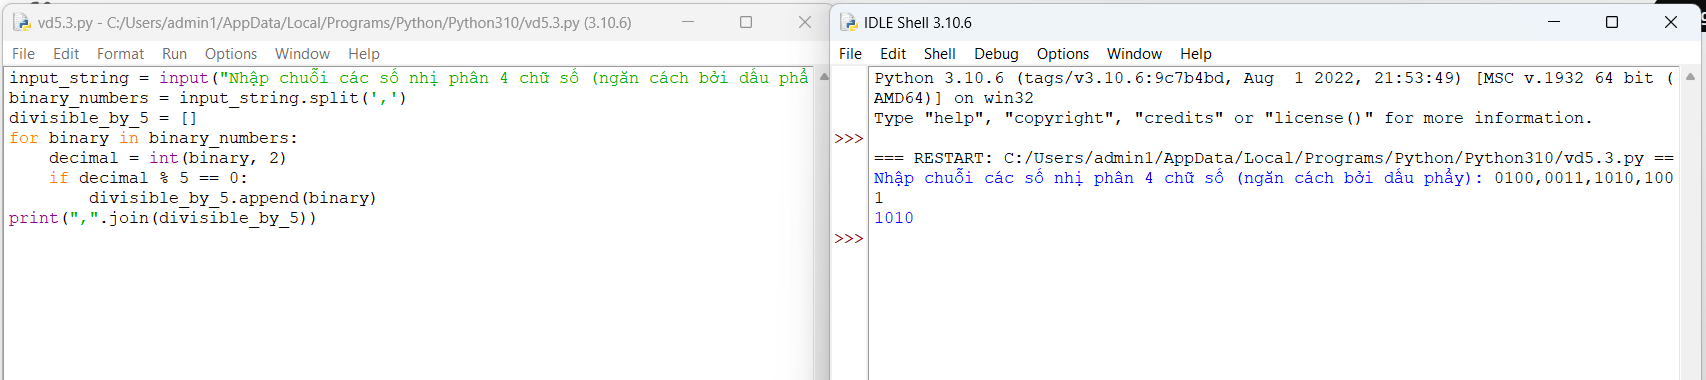 vd5.3.py - C:/Users/admin1/AppData/Local/Programs/Python/Python310/vd5.3.py (3.10.6)
File Edit Format Run Options Window Help
input_string = input("Nhập chuỗi các số nhị phân 4 chữ số (ngăn cách bởi dấu phẩ
binary_numbers = input_string.split(',')
divisible_by_5 = []
for binary in binary_numbers:
    decimal = int(binary, 2)
    if decimal % 5 == 0:
        divisible_by_5.append(binary)
print(",".join(divisible_by_5))
IDLE Shell 3.10.6
File Edit Shell Debug Options Window Help
Python 3.10.6 (tags/v3.10.6:9c7b4bd, Aug  1 2022, 21:53:49) [MSC v.1932 64 bit (
AMD64)] on win32
Type "help", "copyright", "credits" or "license()" for more information.
>>>
=== RESTART: C:/Users/admin1/AppData/Local/Programs/Python/Python310/vd5.3.py ==
Nhập chuỗi các số nhị phân 4 chữ số (ngăn cách bởi dấu phẩy): 0100,0011,1010,100
1
1010
>>>